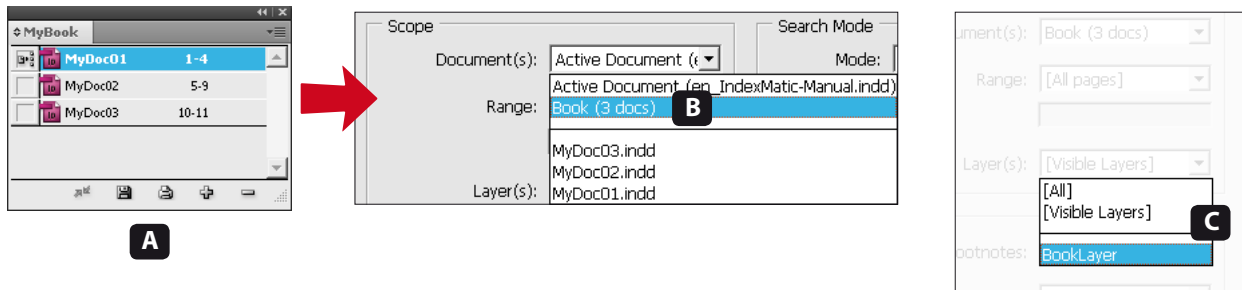 MyBook
MyDoc01 1-4
MyDoc02 5-9
MyDoc03 10-11
A
Scope
Search Mode
Document(s): Active Document (
Mode:
Active Document (en_IndexMatic-Manual.indd)
Range: Book (3 docs)
B
MyDoc03.indd
MyDoc02.indd
Layer(s): MyDoc01.indd
ument(s): Book (3 docs)
Range: [All pages]
Layer(s): [Visible Layers]
[All]
[Visible Layers]
C
ootnotes: BookLayer